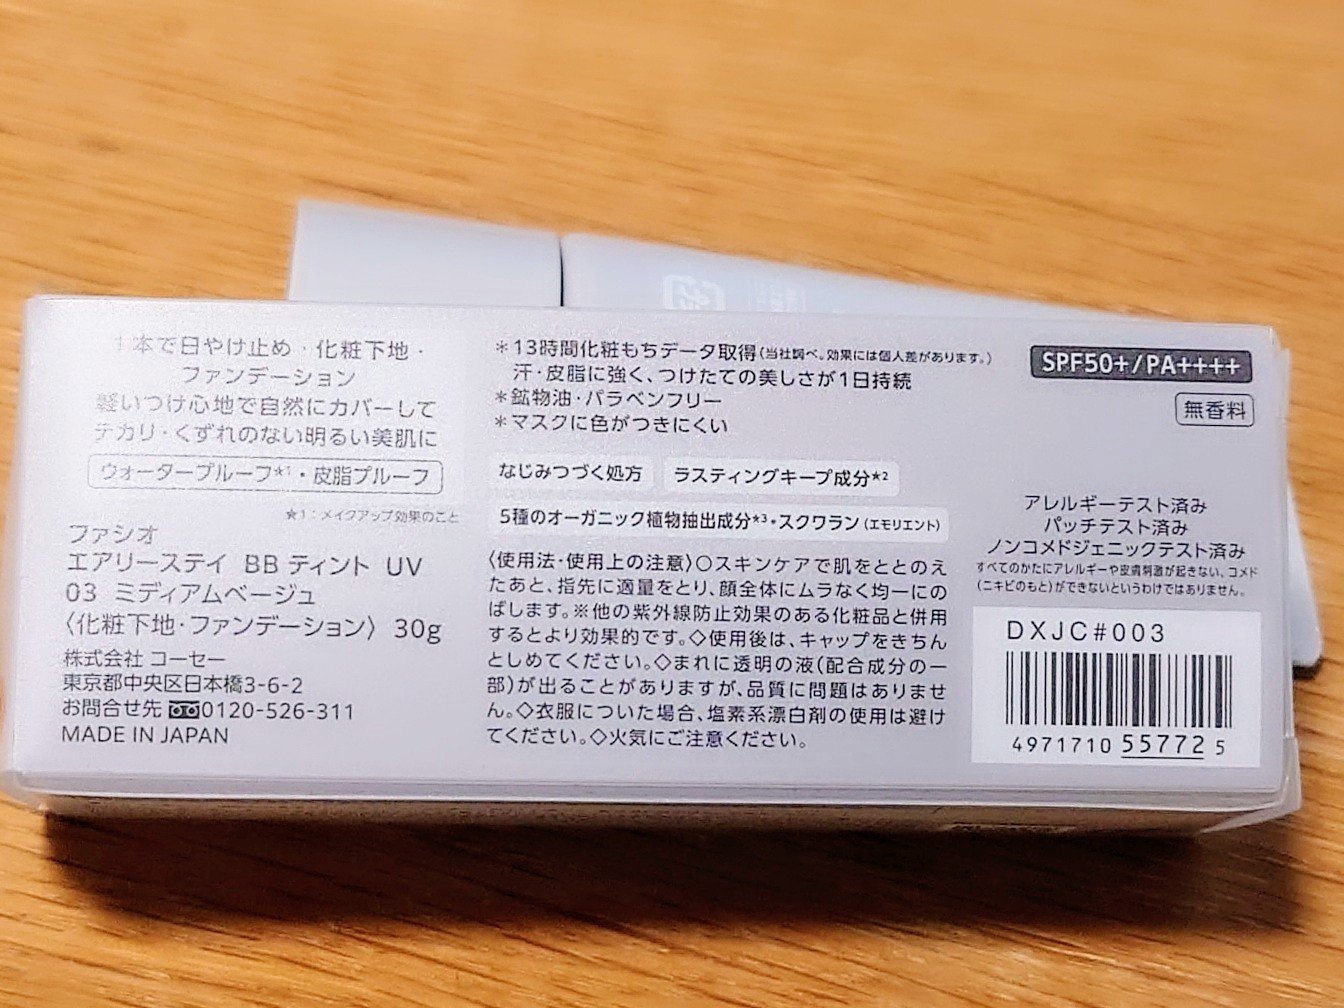 1本で日やけ止め・化粧下地・
ファンデーション
軽いつけ心地で自然にカバーして
テカリ・くずれのない明るい美肌に
ウォータープルーフ★1・皮脂プルーフ
★1：メイクアップ効果のこと
ファシオ
エアリーステイ BB ティント UV
03 ミディアムベージュ
〈化粧下地・ファンデーション〉 30g
株式会社 コーセー
東京都中央区日本橋3-6-2
お問合せ先 0120-526-311
MADE IN JAPAN
＊13時間化粧もちデータ取得(当社調べ。効果には個人差があります。)
汗・皮脂に強く、つけたての美しさが1日持続
＊鉱物油・パラベンフリー
＊マスクに色がつきにくい
なじみつづく処方 ラスティングキープ成分★2
5種のオーガニック植物抽出成分★3・スクワラン(エモリエント)
〈使用法・使用上の注意〉○スキンケアで肌をととのえ
たあと、指先に適量をとり、顔全体にムラなく均一にの
ばします。※他の紫外線防止効果のある化粧品と併用
するとより効果的です。◇使用後は、キャップをきちん
としめてください。◇まれに透明の液(配合成分の一
部)が出ることがありますが、品質に問題はありませ
ん。◇衣服についた場合、塩素系漂白剤の使用は避け
てください。◇火気にご注意ください。
SPF50+/PA++++
無香料
アレルギーテスト済み
パッチテスト済み
ノンコメドジェニックテスト済み
すべてのかたにアレルギーや皮膚刺激が起きない、コメド
(ニキビのもと)ができないというわけではありません。
DXJC#003
4971710 55772 5